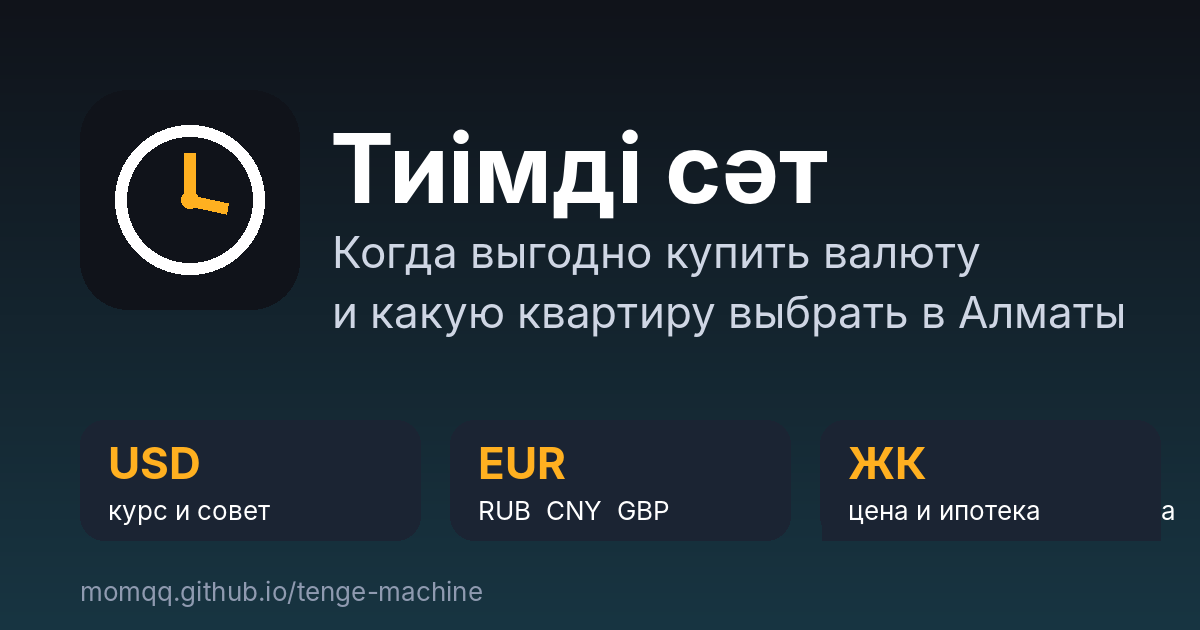 Тиімді сәт
Когда выгодно купить валюту
и какую квартиру выбрать в Алматы
USD
курс и совет
EUR
RUB CNY GBP
ЖК
цена и ипотека
а
momqq.github.io/tenge-machine